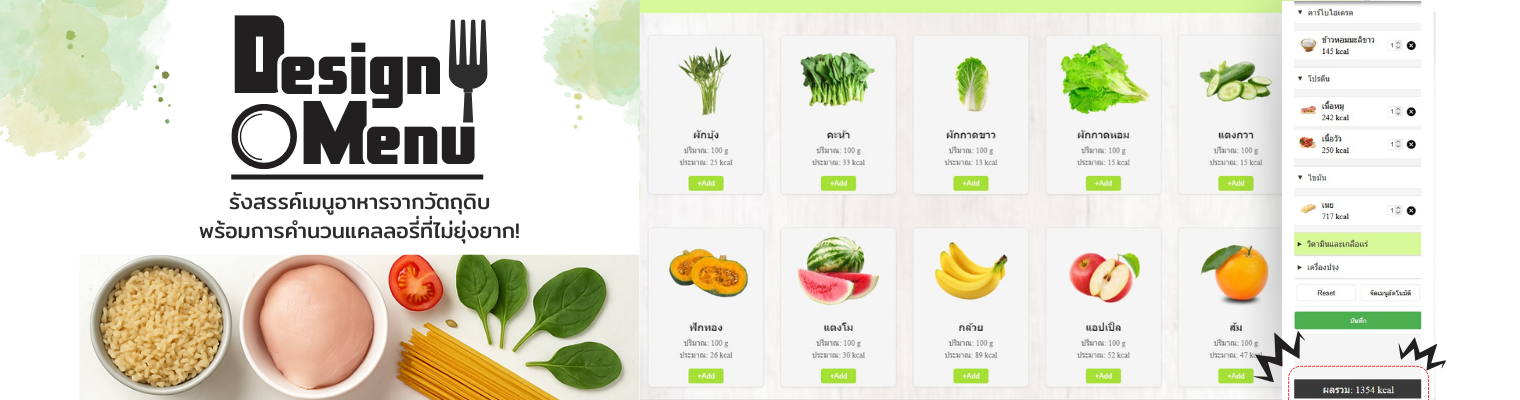 Design
Menu
รังสรรค์เมนูอาหารจากวัตถุดิบ
พร้อมการคำนวนแคลลอรี่ที่ไม่ยุ่งยาก!
ผักบุ้ง
ปริมาณ: 100 g
ประมาณ: 25 kcal
+Add
คะน้า
ปริมาณ: 100 g
ประมาณ: 33 kcal
+Add
ผักกาดขาว
ปริมาณ: 100 g
ประมาณ: 13 kcal
+Add
ผักกาดหอม
ปริมาณ: 100 g
ประมาณ: 15 kcal
+Add
แตงกวา
ปริมาณ: 100 g
ประมาณ: 15 kcal
+Add
ฟักทอง
ปริมาณ: 100 g
ประมาณ: 26 kcal
+Add
แตงโม
ปริมาณ: 100 g
ประมาณ: 30 kcal
+Add
กล้วย
ปริมาณ: 100 g
ประมาณ: 89 kcal
+Add
แอปเปิ้ล
ปริมาณ: 100 g
ประมาณ: 52 kcal
+Add
ส้ม
ปริมาณ: 100 g
ประมาณ: 47 kcal
+Add
คาร์โบไฮเดรต
ข้าวหอมมะลิขาว
145 kcal
1
โปรตีน
เนื้อหมู
242 kcal
1
เนื้อวัว
250 kcal
1
ไขมัน
เนย
717 kcal
1
วิตามินและเกลือแร่
เครื่องปรุง
Reset
จัดเมนูอัตโนมัติ
บันทึก
ผลรวม: 1354 kcal